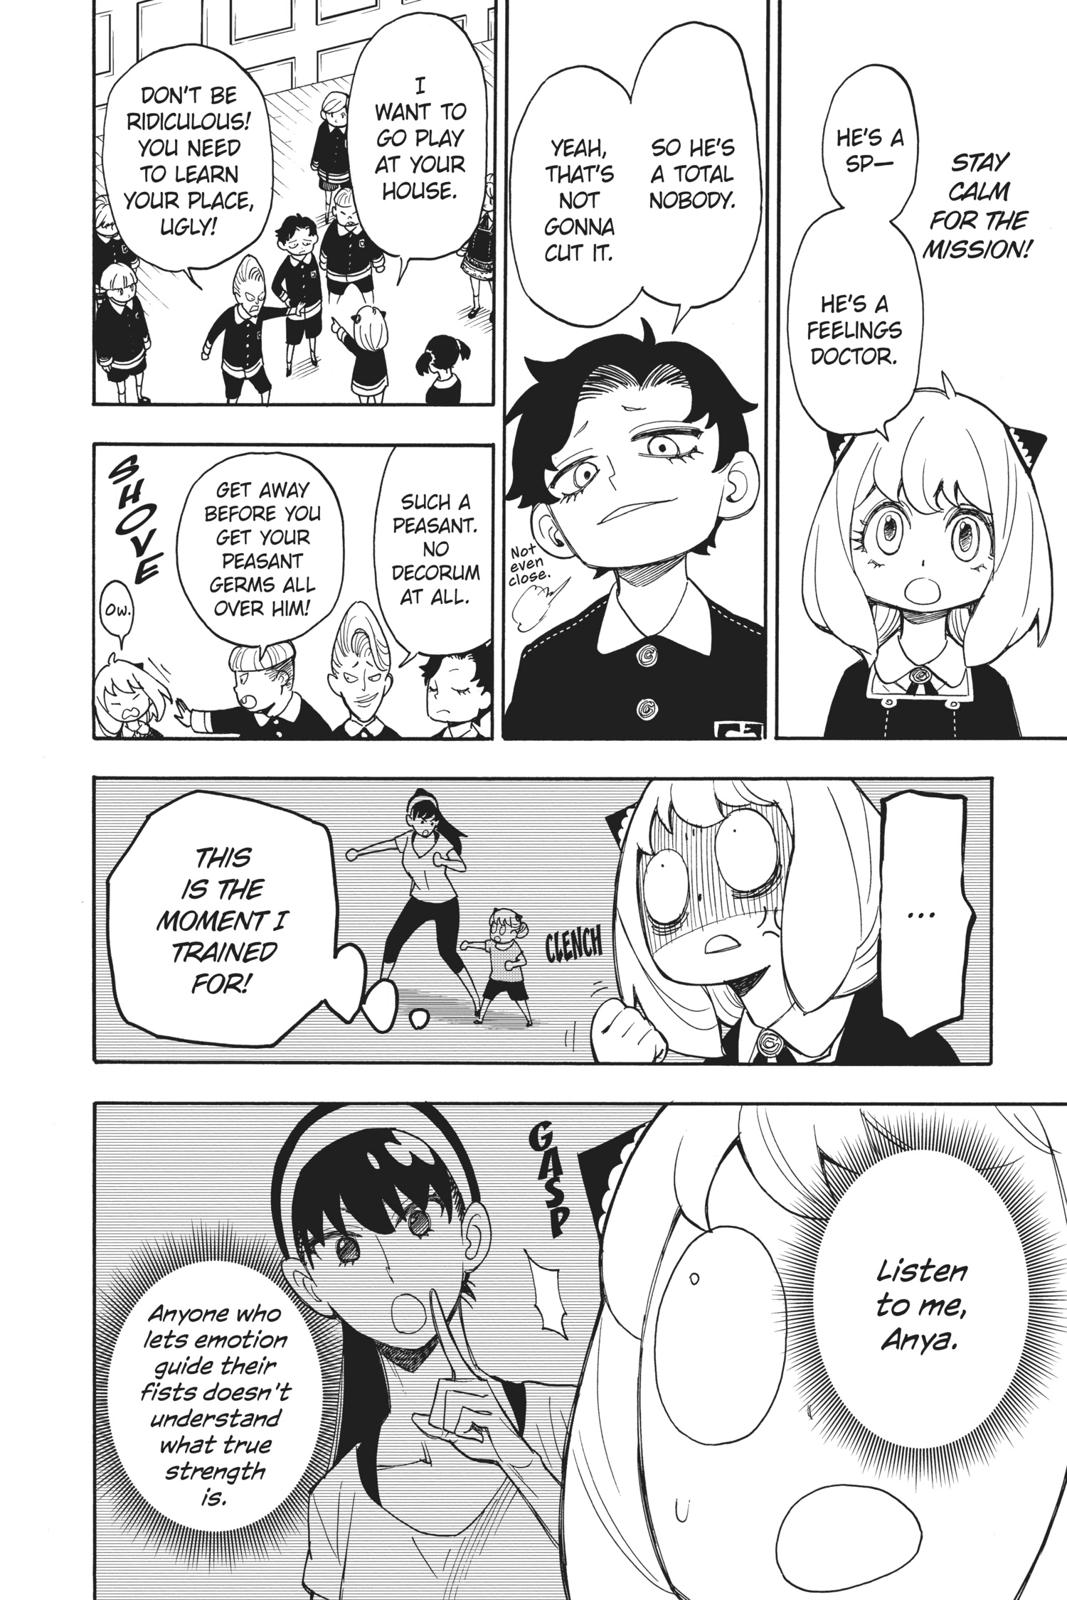 HE'S A
SP—
STAY
CALM
FOR THE
MISSION!
HE'S A
FEELINGS
DOCTOR.
SO HE'S
A TOTAL
NOBODY.
YEAH,
THAT'S
NOT
GONNA
CUT IT.
Not
even
close.
I
WANT TO
GO PLAY
AT YOUR
HOUSE.
DON'T BE
RIDICULOUS!
YOU NEED
TO LEARN
YOUR PLACE,
UGLY!
SUCH A
PEASANT.
NO
DECORUM
AT ALL.
GET AWAY
BEFORE YOU
GET YOUR
PEASANT
GERMS ALL
OVER HIM!
SHOVE
OW.
...
CLENCH
THIS
IS THE
MOMENT I
TRAINED
FOR!
Listen
to me,
Anya.
GASP
Anyone who
lets emotion
guide their
fists doesn't
understand
what true
strength
is.